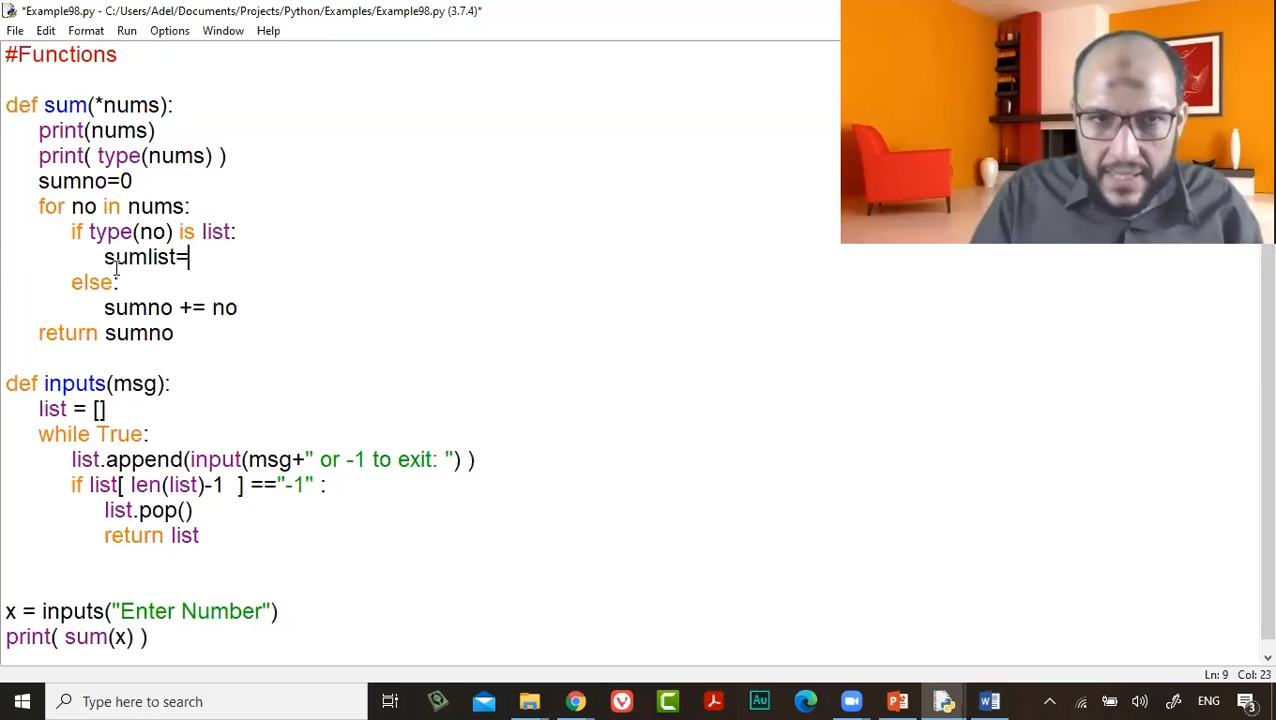 *Example98.py - C:/Users/Adel/Documents/Projects/Python/Examples/Example98.py (3.7.4)*
File Edit Format Run Options Window Help
#Functions
def sum(*nums):
print(nums)
print( type(nums) )
sumno=0
for no in nums:
if type(no) is list:
sumlist=
else:
sumno += no
return sumno
def inputs(msg):
list = []
while True:
list.append(input(msg+" or -1 to exit: ") )
if list[ len(list)-1  ] =="-1" :
list.pop()
return list
x = inputs("Enter Number")
print( sum(x) )
Ln: 9 Col: 23
Type here to search
Au
ENG
3